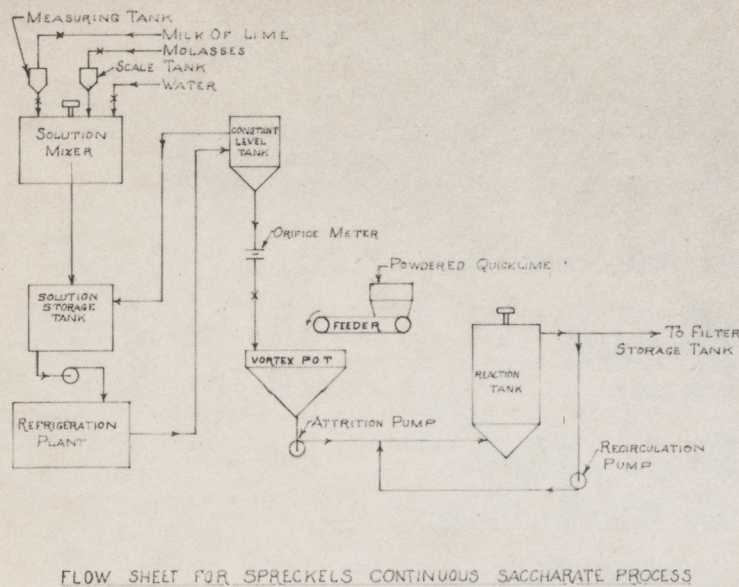 MEASURING TANK
MILK OF LIME
MOLASSES
SCALE TANK
WATER
SOLUTION
MIXER
CONSTANT
LEVEL
TANK
ORIFICE METER
POWDERED QUICKLIME
SOLUTION
STORAGE
TANK
FEEDER
TO FILTER
STORAGE TANK
VORTEX POT
REACTION
TANK
REFRIGERATION
PLANT
ATTRITION PUMP
RECIRCULATION
PUMP
FLOW SHEET FOR SPRECKELS CONTINUOUS SACCHARATE PROCESS